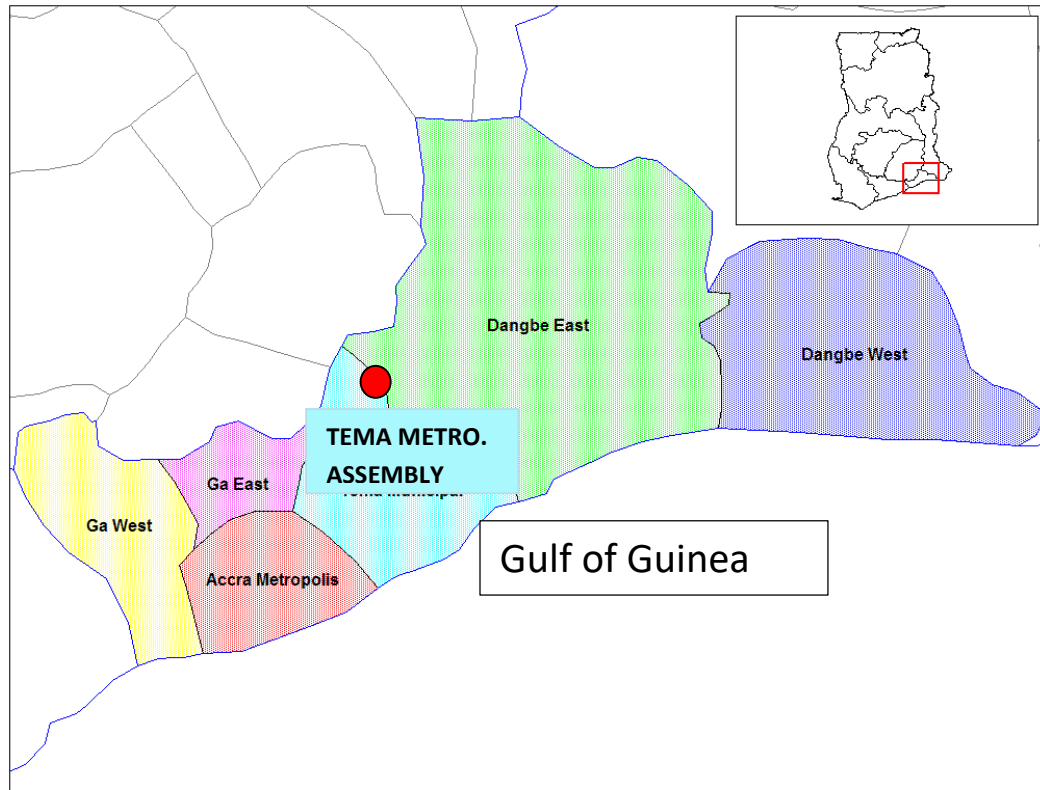 Dangbe East
Dangbe West
TEMA METRO.
ASSEMBLY
Ga East
Ga West
Gulf of Guinea
Accra Metropolis